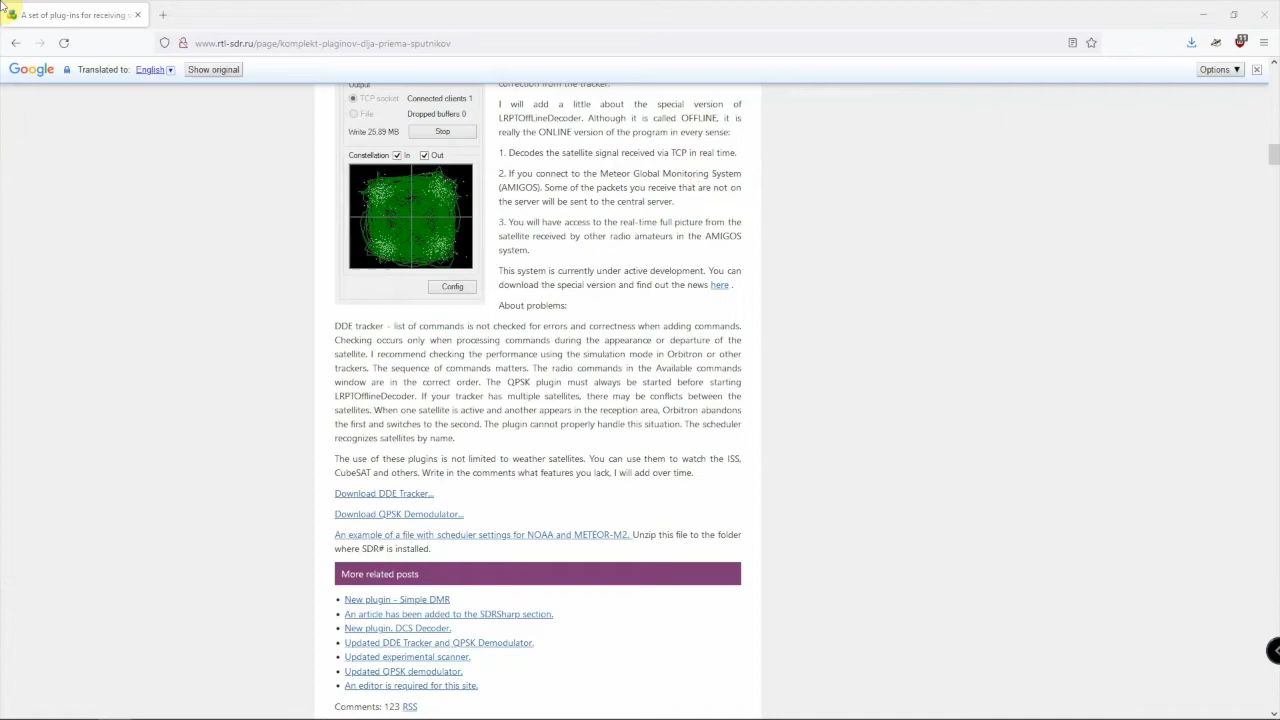 A set of plug-ins for receiving s
www.rtl-sdr.ru/page/komplekt-plaginov-dlja-priema-sputnikov
11
Google Translated to: English Show original Options ▼
Output
correction from the tracker.
TCP socket Connected clients 1
File Dropped buffers 0
Write 25.89 MB Stop
Constellation In Out
Config
I will add a little about the special version of
LRPTOffLineDecoder. Although it is called OFFLINE, it is
really the ONLINE version of the program in every sense:
1. Decodes the satellite signal received via TCP in real time.
2. If you connect to the Meteor Global Monitoring System
(AMIGOS). Some of the packets you receive that are not on
the server will be sent to the central server.
3. You will have access to the real-time full picture from the
satellite received by other radio amateurs in the AMIGOS
system.
This system is currently under active development. You can
download the special version and find out the news here .
About problems:
DDE tracker - list of commands is not checked for errors and correctness when adding commands.
Checking occurs only when processing commands during the appearance or departure of the
satellite. I recommend checking the performance using the simulation mode in Orbitron or other
trackers. The sequence of commands matters. The radio commands in the Available commands
window are in the correct order. The QPSK plugin must always be started before starting
LRPTOfflineDecoder. If your tracker has multiple satellites, there may be conflicts between the
satellites. When one satellite is active and another appears in the reception area, Orbitron abandons
the first and switches to the second. The plugin cannot properly handle this situation. The scheduler
recognizes satellites by name.
The use of these plugins is not limited to weather satellites. You can use them to watch the ISS,
CubeSAT and others. Write in the comments what features you lack, I will add over time.
Download DDE Tracker...
Download QPSK Demodulator...
An example of a file with scheduler settings for NOAA and METEOR-M2. Unzip this file to the folder
where SDR# is installed.
More related posts
• New plugin – Simple DMR
• An article has been added to the SDRSharp section.
• New plugin. DCS Decoder.
• Updated DDE Tracker and QPSK Demodulator.
• Updated experimental scanner.
• Updated QPSK demodulator.
• An editor is required for this site.
Comments: 123 RSS